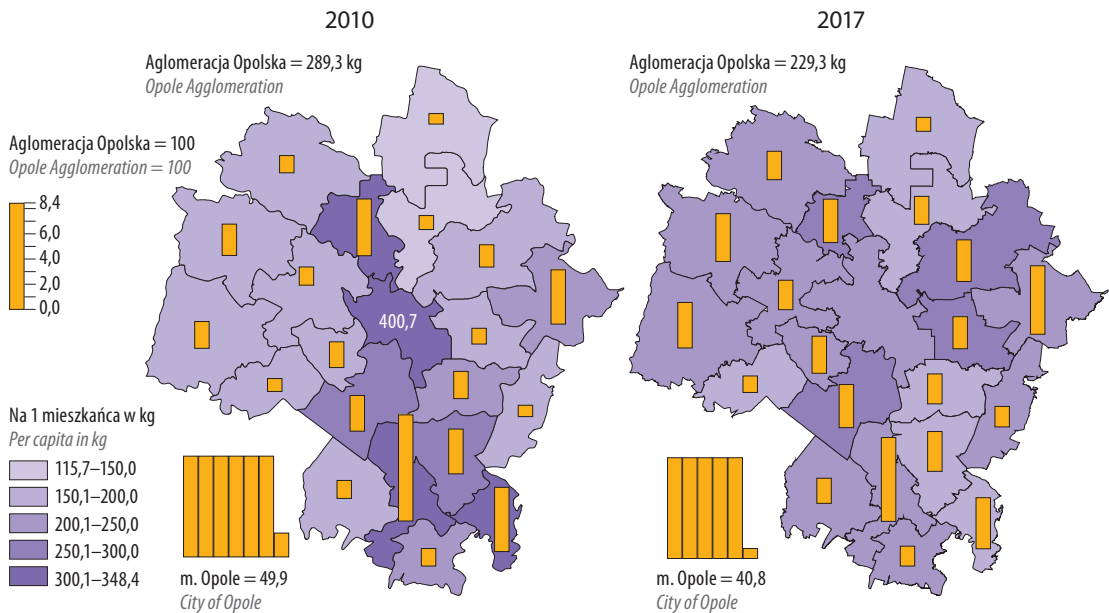 2010
2017
Aglomeracja Opolska = 289,3 kg
Opole Agglomeration
Aglomeracja Opolska = 229,3 kg
Opole Agglomeration
Aglomeracja Opolska = 100
Opole Agglomeration = 100
8,4
6,0
4,0
2,0
0,0
400,7
Na 1 mieszkańca w kg
Per capita in kg
115,7–150,0
150,1–200,0
200,1–250,0
250,1–300,0
300,1–348,4
m. Opole = 49,9
City of Opole
m. Opole = 40,8
City of Opole